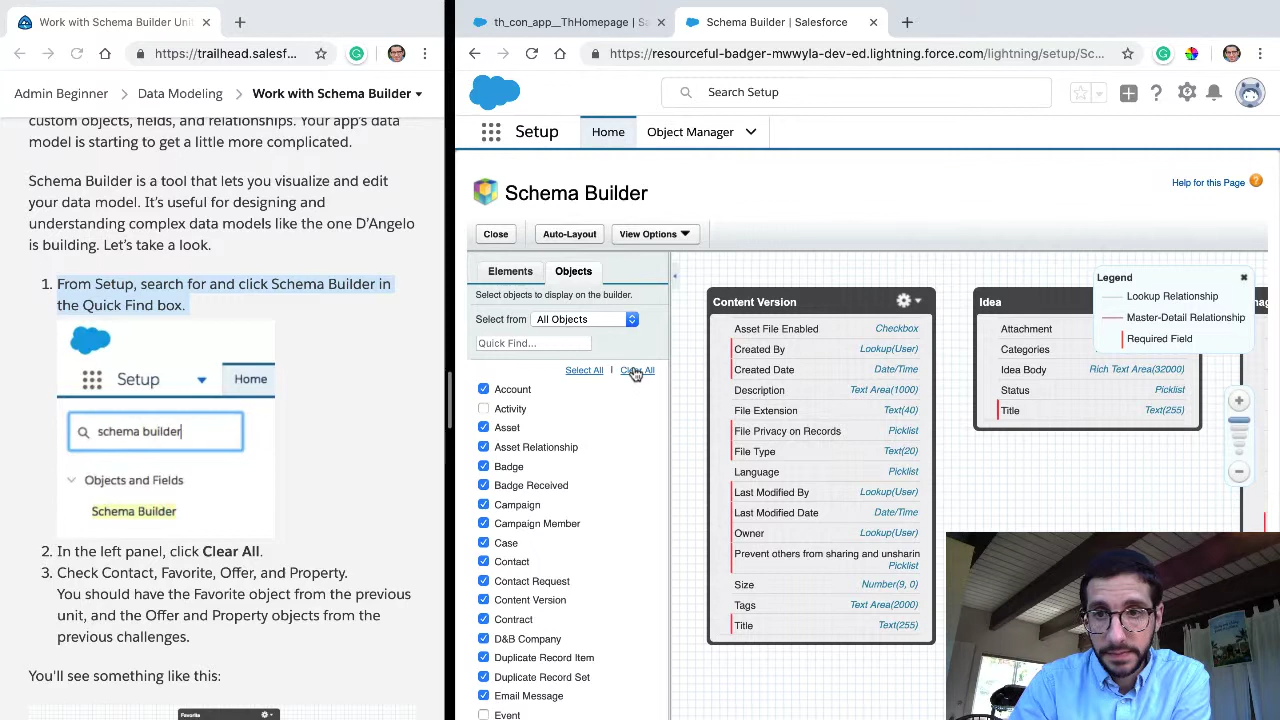 Work with Schema Builder Uni
th_con_app__ThHomepage | Sa
Schema Builder | Salesforce
https://trailhead.salesf...
https://resourceful-badger-mwwyla-dev-ed.lightning.force.com/lightning/setup/Sc...
Admin Beginner
Data Modeling
Work with Schema Builder
custom objects, fields, and relationships. Your app's data
model is starting to get a little more complicated.
Schema Builder is a tool that lets you visualize and edit
your data model. It's useful for designing and
understanding complex data models like the one D'Angelo
is building. Let's take a look.
1. From Setup, search for and click Schema Builder in
the Quick Find box.
Setup
Home
schema builder
Objects and Fields
Schema Builder
2. In the left panel, click Clear All.
3. Check Contact, Favorite, Offer, and Property.
You should have the Favorite object from the previous
unit, and the Offer and Property objects from the
previous challenges.
You'll see something like this:
Favorite
Search Setup
Setup
Home
Object Manager
Schema Builder
Help for this Page
Close
Auto-Layout
View Options
Elements
Objects
Select objects to display on the builder.
Select from
All Objects
Quick Find...
Select All | Clear All
Account
Activity
Asset
Asset Relationship
Badge
Badge Received
Campaign
Campaign Member
Case
Contact
Contact Request
Content Version
Contract
D&B Company
Duplicate Record Item
Duplicate Record Set
Email Message
Event
Content Version
Asset File Enabled Checkbox
Created By Lookup(User)
Created Date Date/Time
Description Text Area(1000)
File Extension Text(40)
File Privacy on Records Picklist
File Type Text(20)
Language Picklist
Last Modified By Lookup(User)
Last Modified Date Date/Time
Owner Lookup(User)
Prevent others from sharing and unsharin
Picklist
Size Number(9, 0)
Tags Text Area(2000)
Title Text(255)
Idea
Attachment
Categories
Idea Body Rich Text Area(32000)
Status Picklist
Title Text(255)
Legend
Lookup Relationship
Master-Detail Relationship
Required Field